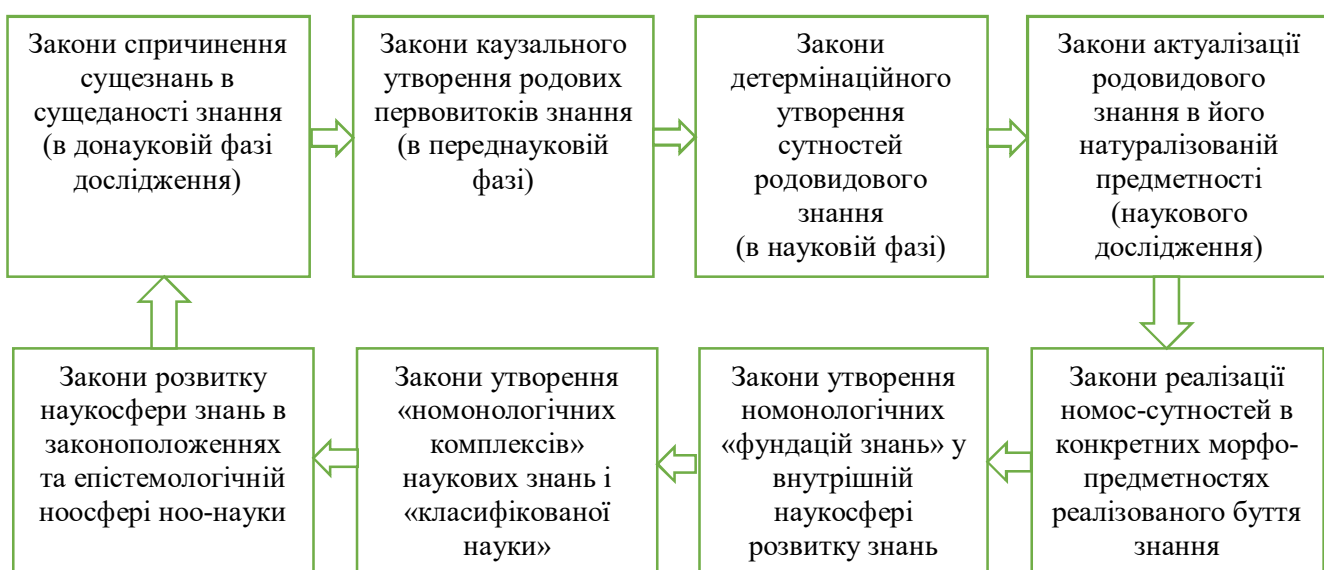 Закони спричинення
сущезнань в
сущеданості знання
(в донауковій фазі
дослідження)
Закони каузального
утворення родових
первовитоків знання
(в переднауковій
фазі)
Закони
детермінаційного
утворення
сутностей
родовидового
знання
(в науковій фазі)
Закони актуалізації
родовидового
знання в його
натуралізованій
предметності
(наукового
дослідження)
Закони реалізації
номос-сутностей в
конкретних морфо-
предметностях
реалізованого буття
знання
Закони утворення
номонологічних
«фундацій знань» у
внутрішній
наукосфері
розвитку знань
Закони утворення
«номонологічних
комплексів»
наукових знань і
«класифікованої
науки»
Закони розвитку
наукосфери знань в
законоположеннях
та епістемологічній
ноосфері ноо-науки